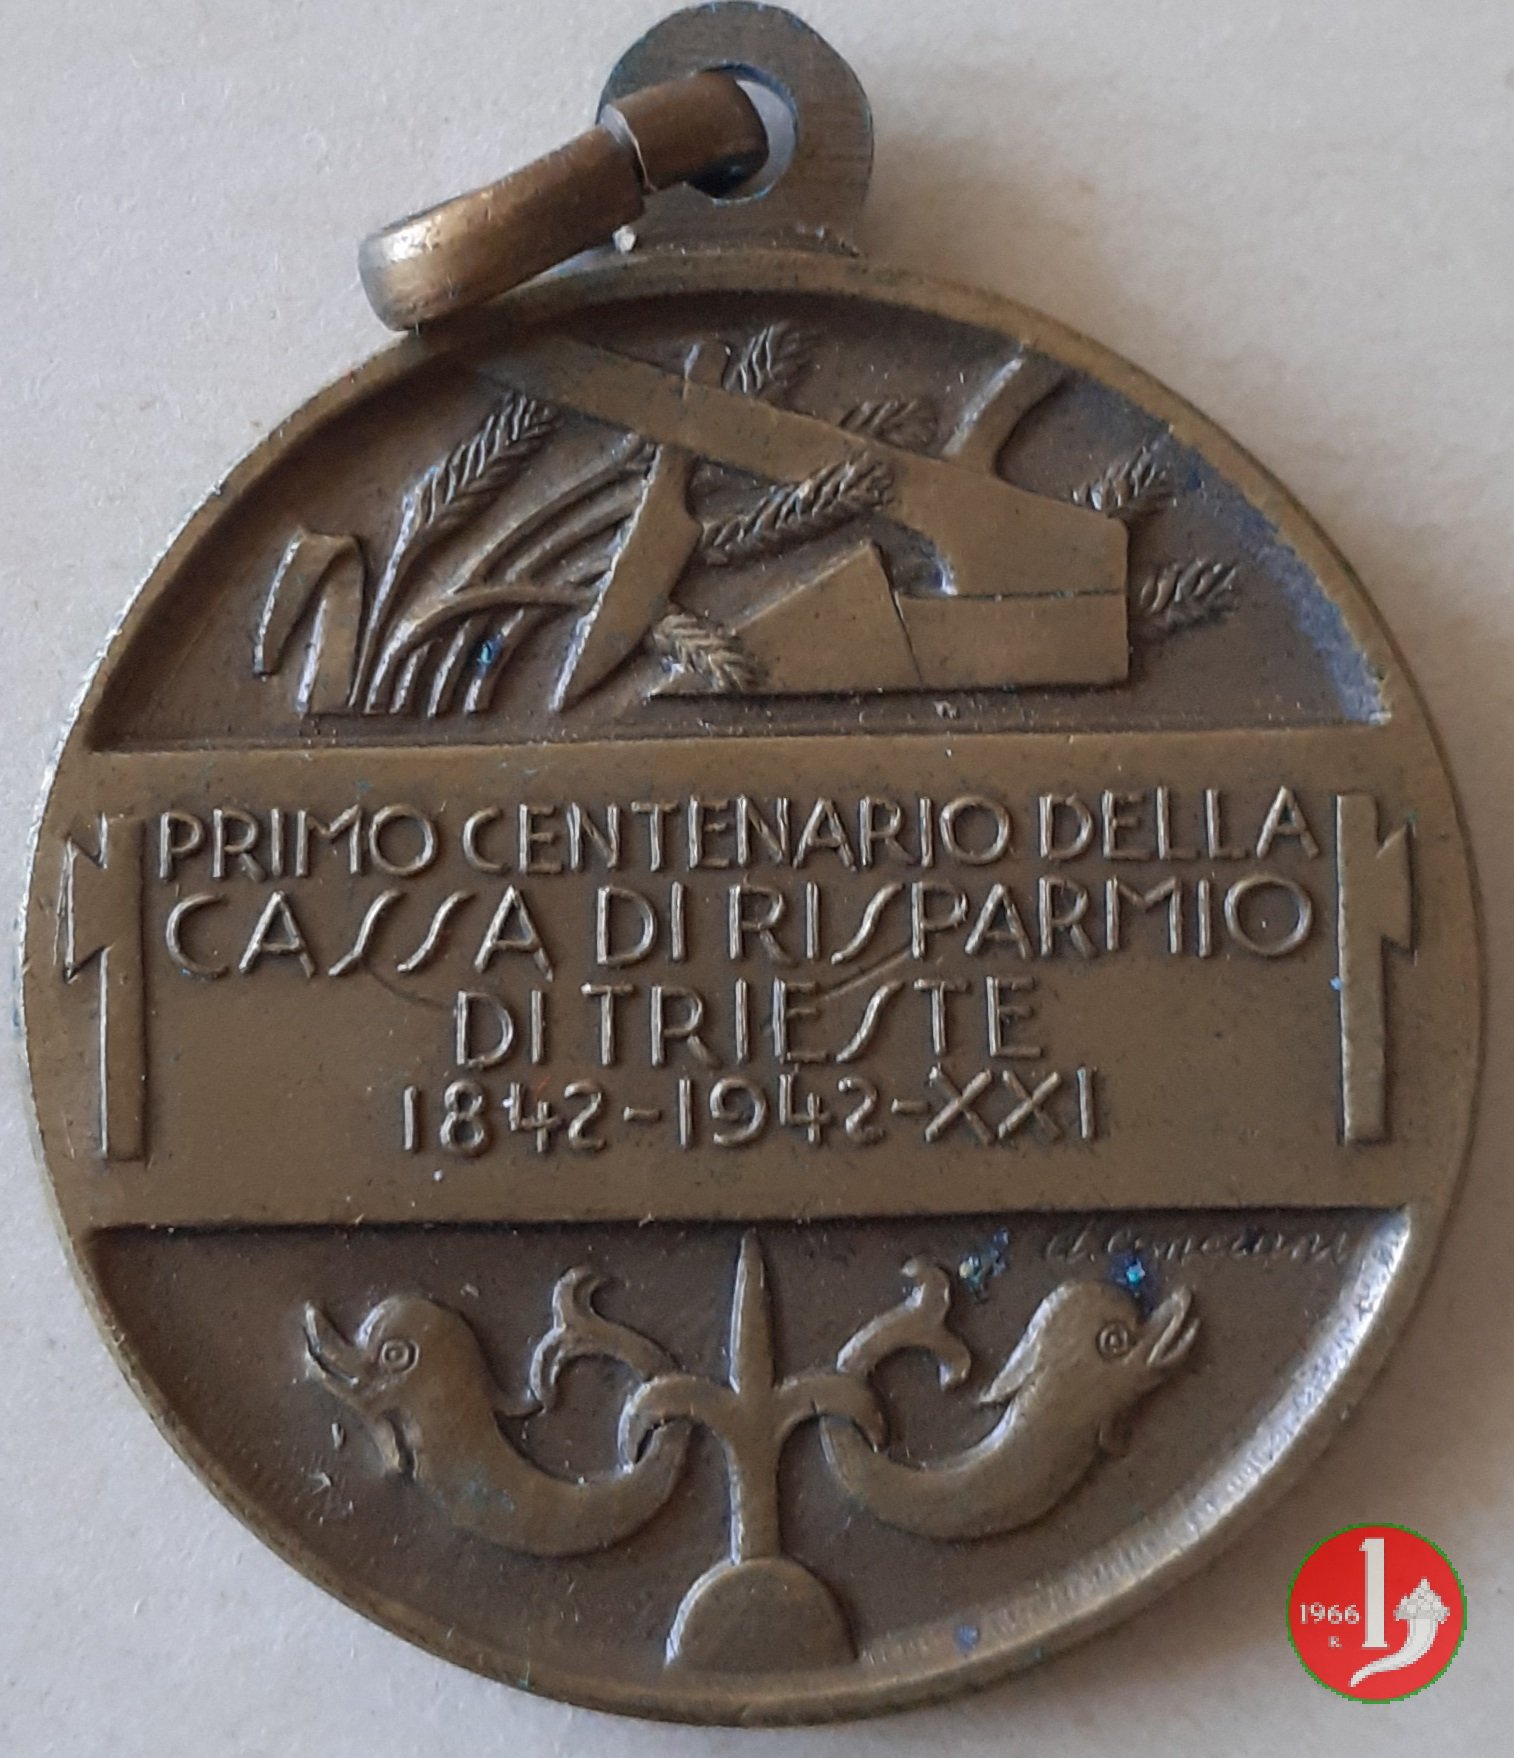 PRIMO CENTENARIO DELLA
CASSA DI RISPARMIO
DI TRIESTE
1842-1942-XXI
1966
R